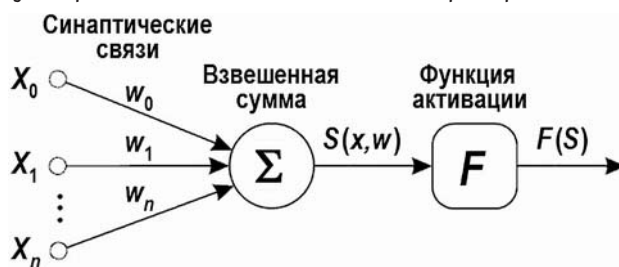 Синаптические
связи
Взвешенная
сумма
Функция
активации
X0
w0
X1
w1
Xn
wn
Σ
S(x,w)
F
F(S)